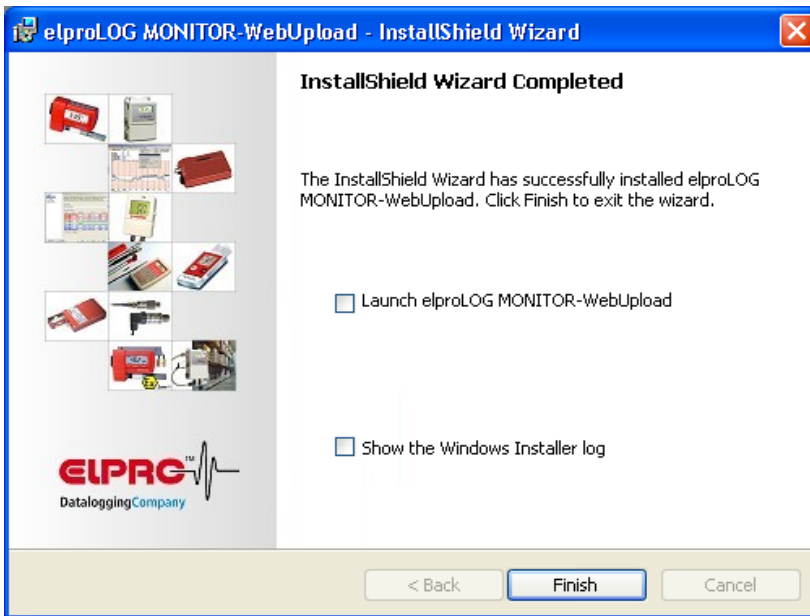 elproLOG MONITOR-WebUpload - InstallShield Wizard
InstallShield Wizard Completed
The InstallShield Wizard has successfully installed elproLOG
MONITOR-WebUpload. Click Finish to exit the wizard.
Launch elproLOG MONITOR-WebUpload
Show the Windows Installer log
ELPRO™
DataloggingCompany
< Back
Finish
Cancel